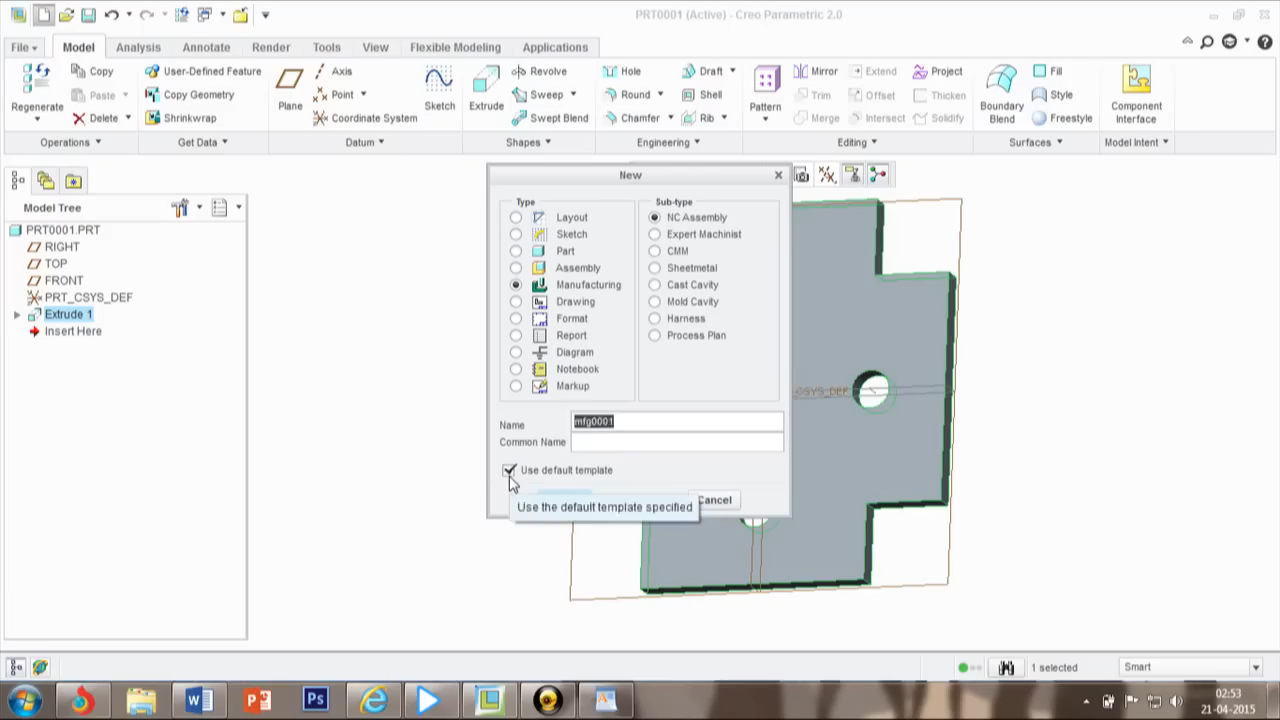 PRT0001 (Active) - Creo Parametric 2.0
File Model Analysis Annotate Render Tools View Flexible Modeling Applications
Regenerate
Copy
Paste
Delete
User-Defined Feature
Copy Geometry
Shrinkwrap
Plane
Axis
Point
Coordinate System
Sketch
Extrude
Revolve
Sweep
Swept Blend
Hole
Round
Chamfer
Draft
Shell
Rib
Pattern
Mirror
Trim
Merge
Extend
Offset
Intersect
Project
Thicken
Solidify
Boundary
Blend
Fill
Style
Freestyle
Component
Interface
Operations Get Data Datum Shapes Engineering Editing Surfaces Model Intent
Model Tree
PRT0001.PRT
RIGHT
TOP
FRONT
PRT_CSYS_DEF
Extrude 1
Insert Here
New
Type
Layout
Sketch
Part
Assembly
Manufacturing
Drawing
Format
Report
Diagram
Notebook
Markup
Sub-type
NC Assembly
Expert Machinist
CMM
Sheetmetal
Cast Cavity
Mold Cavity
Harness
Process Plan
Name mfg0001
Common Name
Use default template
Cancel
Use the default template specified
CSYS_DEF
1 selected
Smart
02:53
21-04-2015